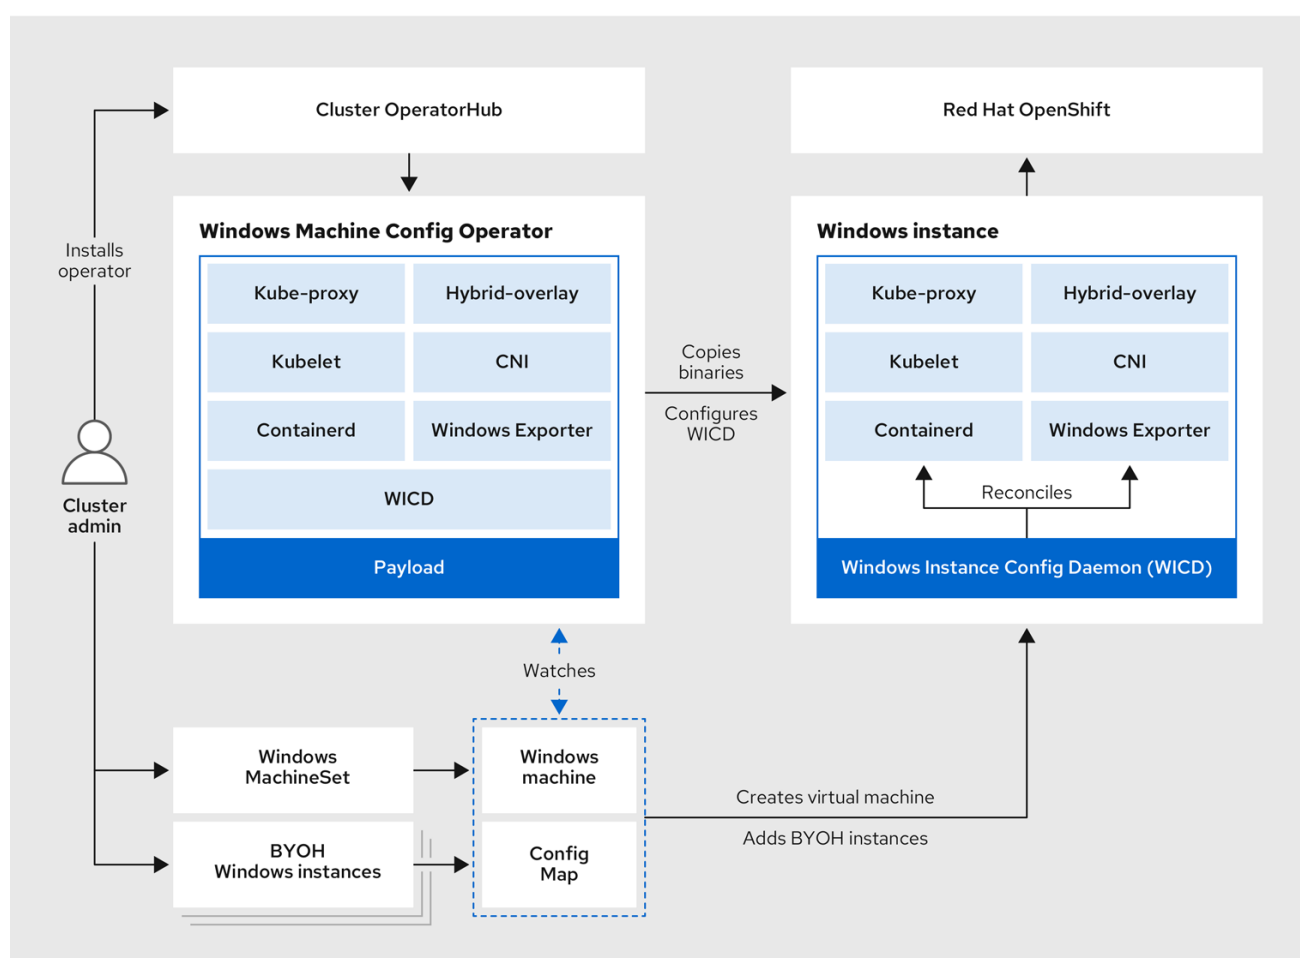 Cluster OperatorHub
Red Hat OpenShift
Installs
operator
Cluster
admin
Windows Machine Config Operator
Kube-proxy
Hybrid-overlay
Kubelet
CNI
Containerd
Windows Exporter
WICD
Payload
Copies
binaries
Configures
WICD
Windows instance
Kube-proxy
Hybrid-overlay
Kubelet
CNI
Containerd
Windows Exporter
Reconciles
Windows Instance Config Daemon (WICD)
Watches
Windows
MachineSet
Windows
machine
BYOH
Windows instances
Config
Map
Creates virtual machine
Adds BYOH instances